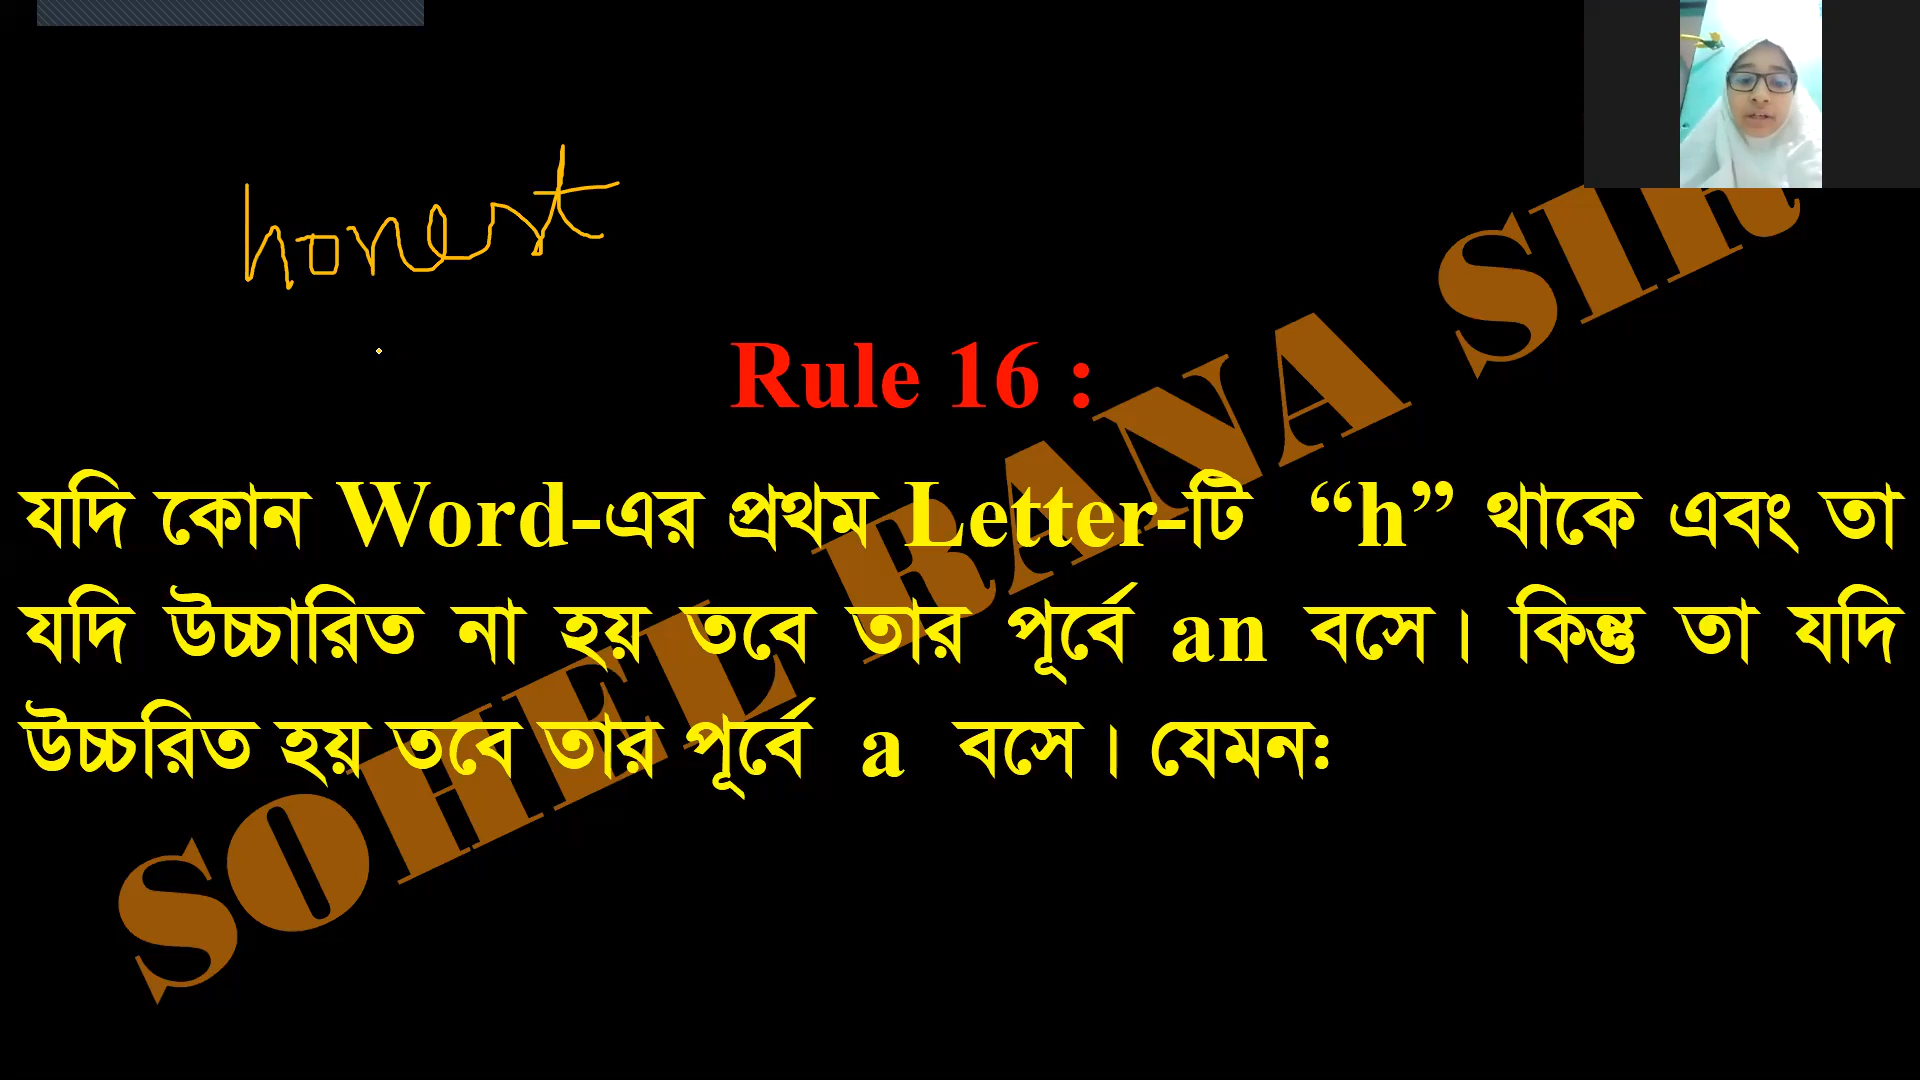 honest
Rule 16 :
যদি কোন Word-এর প্রথম Letter-টি “h” থাকে এবং তা
যদি উচ্চারিত না হয় তবে তার পূর্বে an বসে। কিন্তু তা যদি
উচ্চরিত হয় তবে তার পূর্বে a বসে। যেমনঃ
SOHEL RANA SIR